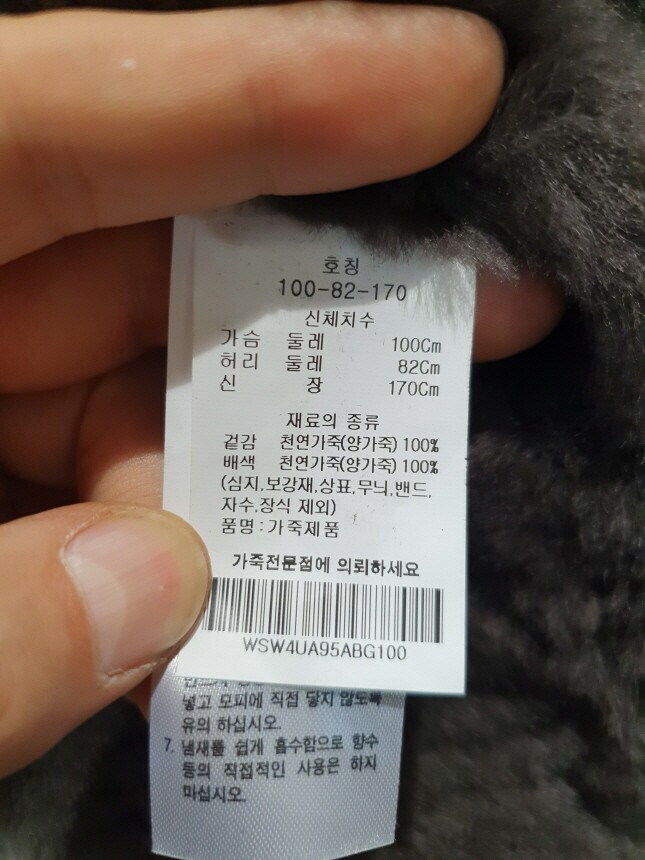 호칭
100-82-170
신체치수
가슴 둘레 100Cm
허리 둘레 82Cm
신 장 170Cm
재료의 종류
겉감 천연가죽(양가죽) 100%
배색 천연가죽(양가죽) 100%
(심지,보강재,상표,무늬,밴드,
자수,장식 제외)
품명 : 가죽제품
가죽전문점에 의뢰하세요
WSW4UA95ABG100
넣고 모피에 직접 닿지 않도록
유의 하십시오.
7. 냄새를 쉽게 흡수함으로 향수
등의 직접적인 사용은 하지
마십시오.